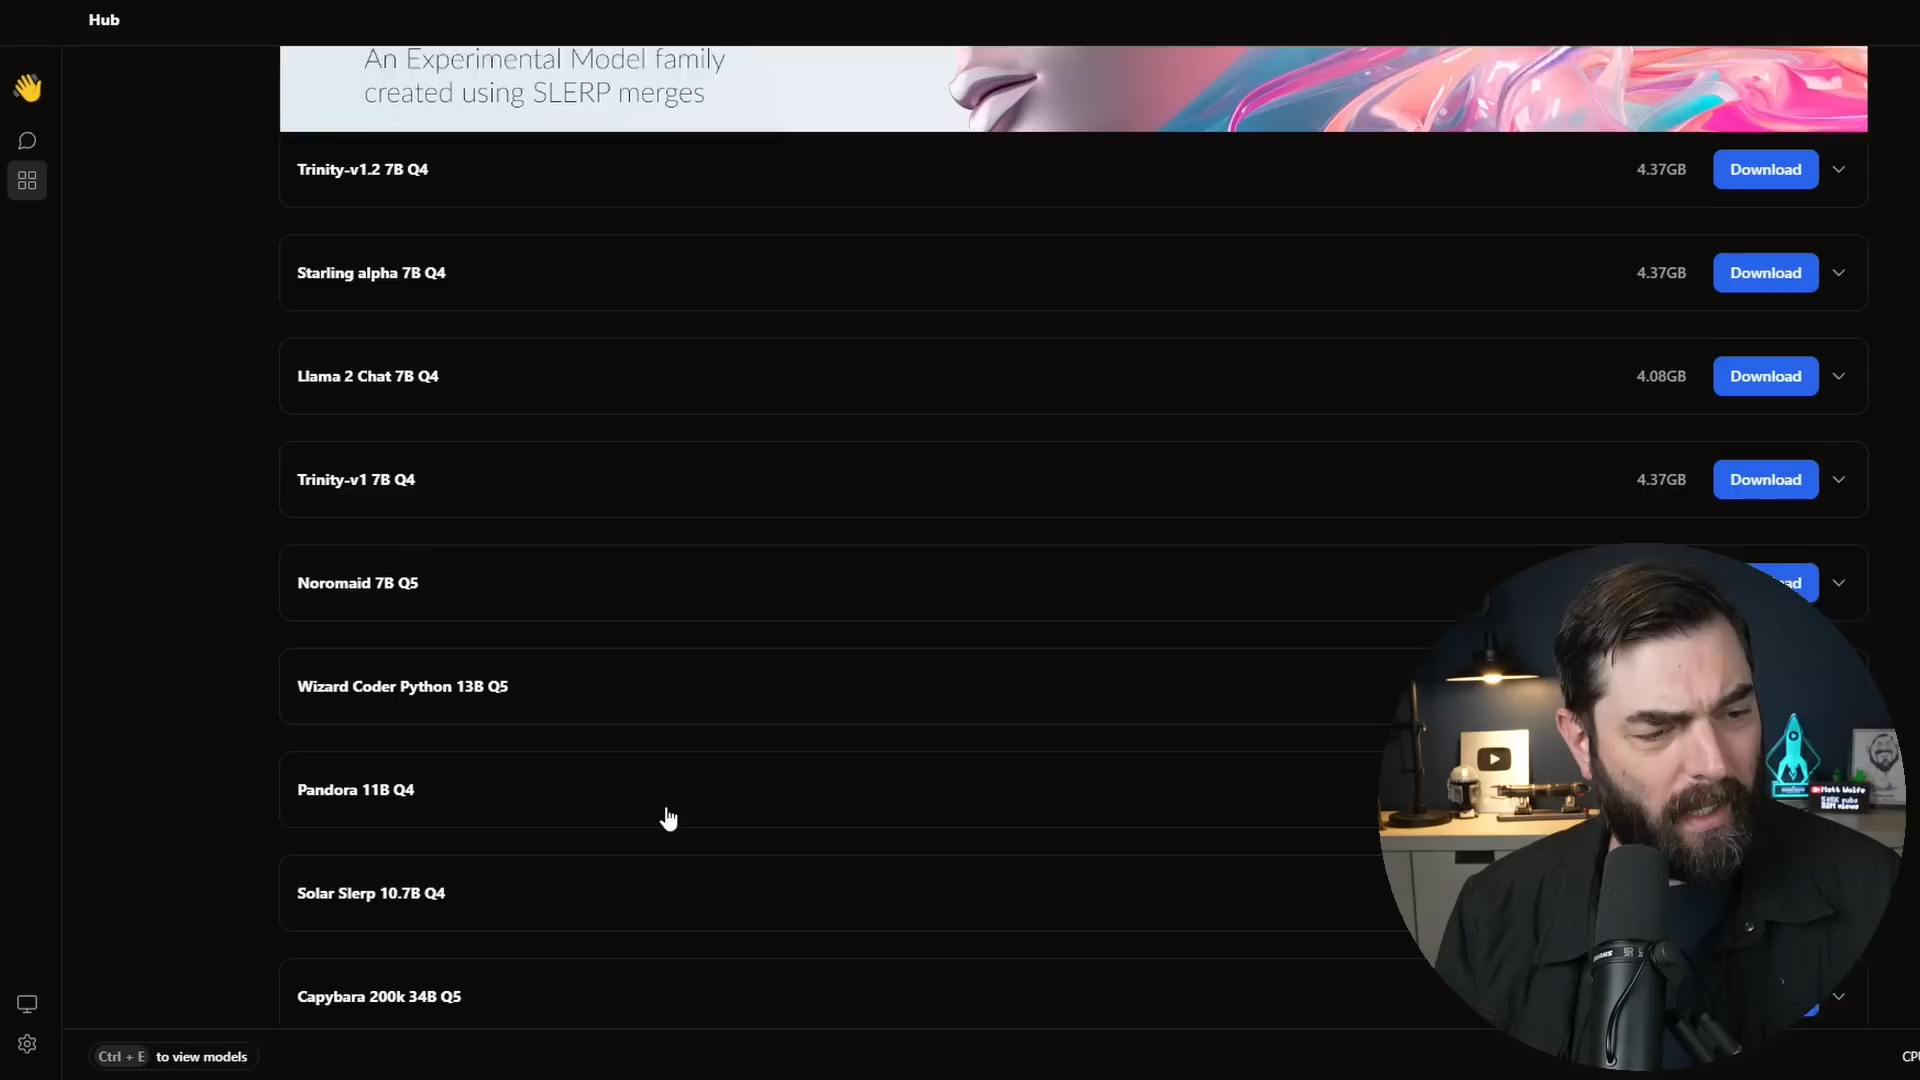 Hub
An Experimental Model family
created using SLERP merges
Trinity-v1.2 7B Q4
4.37GB
Download
Starling alpha 7B Q4
4.37GB
Download
Llama 2 Chat 7B Q4
4.08GB
Download
Trinity-v1 7B Q4
4.37GB
Download
Noromaid 7B Q5
Wizard Coder Python 13B Q5
Pandora 11B Q4
Solar Slerp 10.7B Q4
Capybara 200k 34B Q5
Matt Wolfe
Ctrl + E to view models